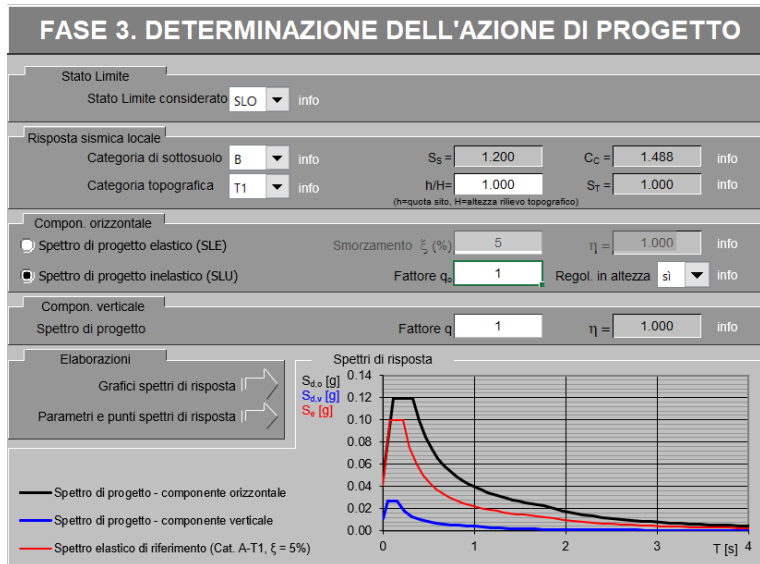 FASE 3. DETERMINAZIONE DELL'AZIONE DI PROGETTO
Stato Limite
Stato Limite considerato SLO info
Risposta sismica locale
Categoria di sottosuolo B info SS = 1.200 CC = 1.488 info
Categoria topografica T1 info h/H= 1.000 ST = 1.000 info
(h=quota sito, H=altezza rilievo topografico)
Compon. orizzontale
Spettro di progetto elastico (SLE) Smorzamento ξ (%) 5 η = 1.000 info
Spettro di progetto inelastico (SLU) Fattore qo 1 Regol. in altezza sì info
Compon. verticale
Spettro di progetto Fattore q 1 η = 1.000 info
Elaborazioni
Grafici spettri di risposta
Parametri e punti spettri di risposta
Spettri di risposta
Sd,o [g]
Sd,v [g]
Se [g]
0.14
0.12
0.10
0.08
0.06
0.04
0.02
0.00
0 1 2 3 4
T [s]
Spettro di progetto - componente orizzontale
Spettro di progetto - componente verticale
Spettro elastico di riferimento (Cat. A-T1, ξ = 5%)